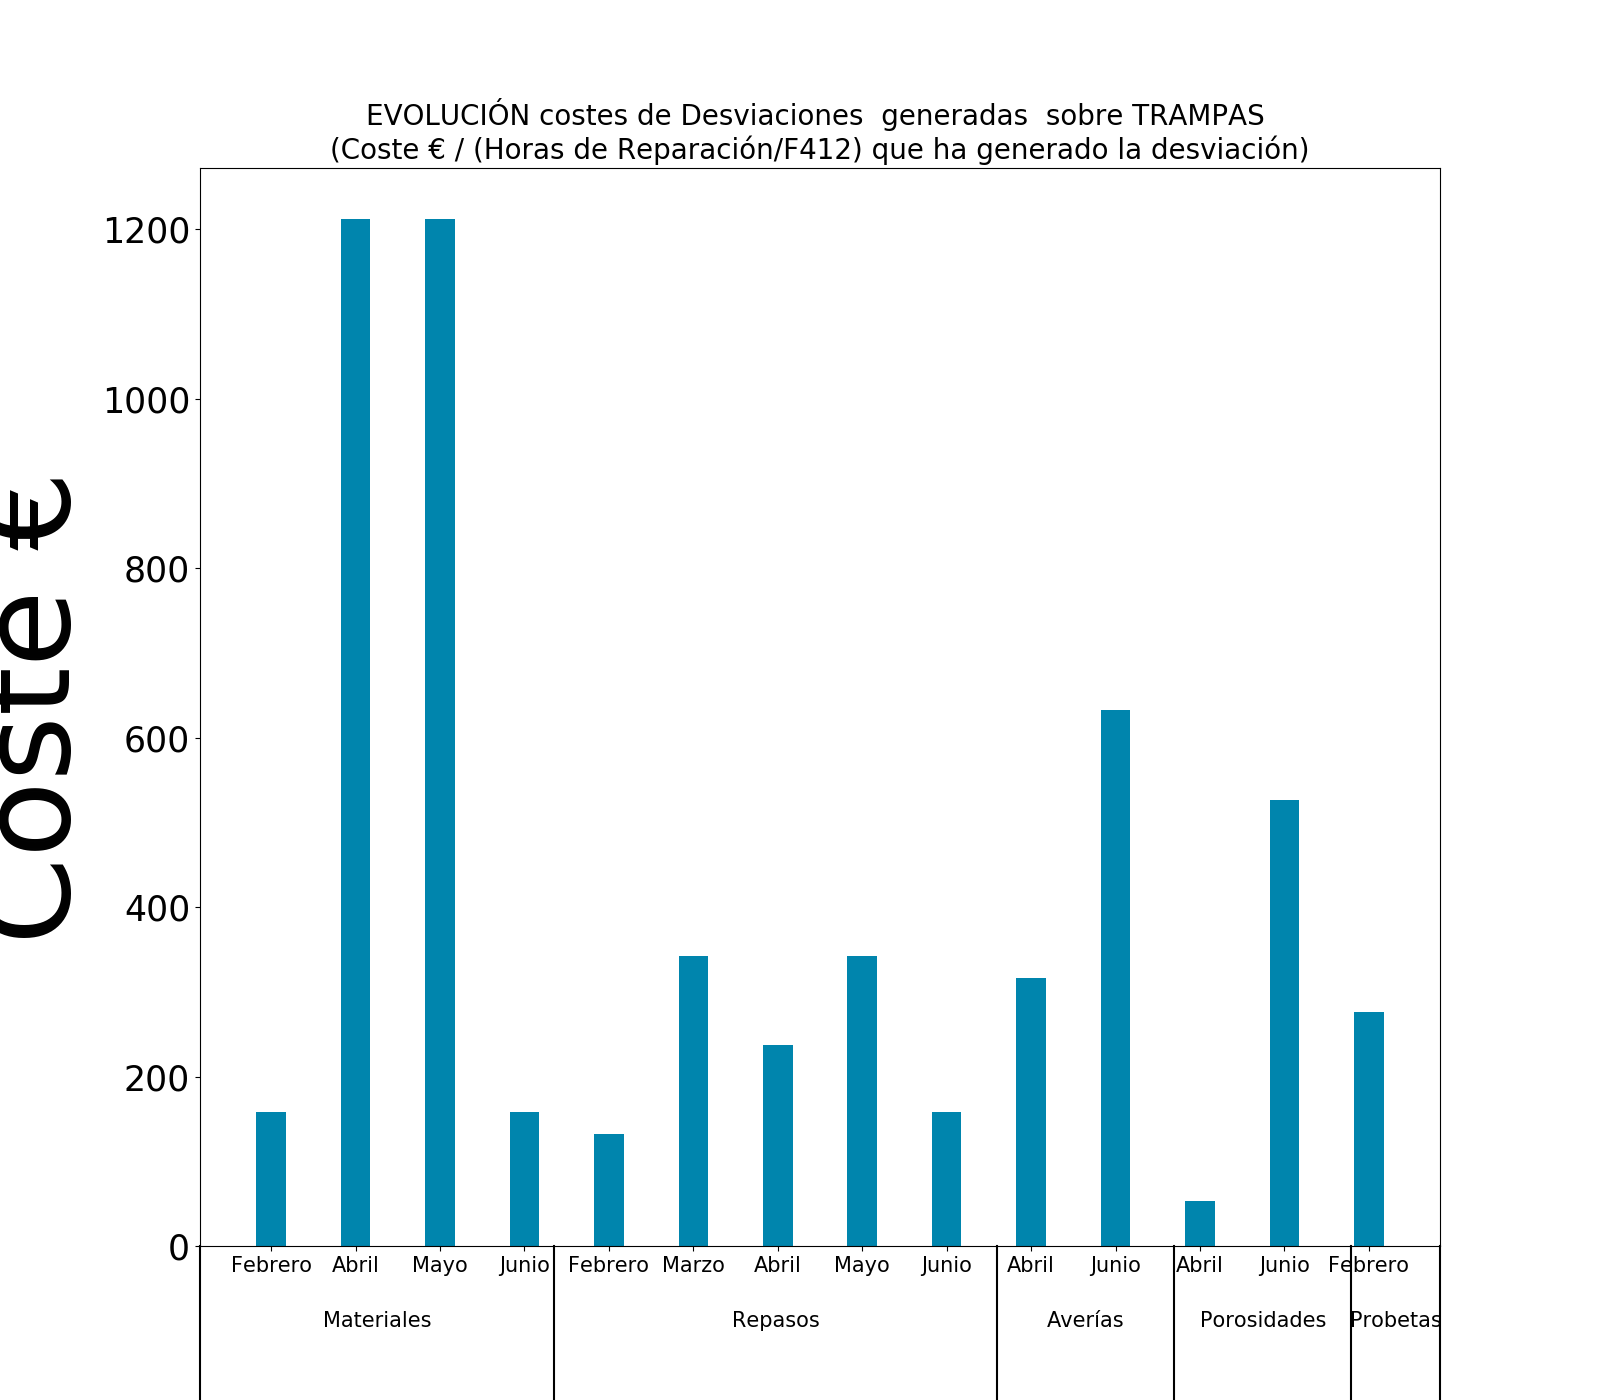 EVOLUCIÓN costes de Desviaciones  generadas  sobre TRAMPAS
(Coste € / (Horas de Reparación/F412) que ha generado la desviación)
Coste €
1200
1000
800
600
400
200
0
Febrero Abril Mayo Junio Febrero Marzo Abril Mayo Junio Abril Junio Abril Junio Febrero
Materiales Repasos Averías Porosidades Probetas